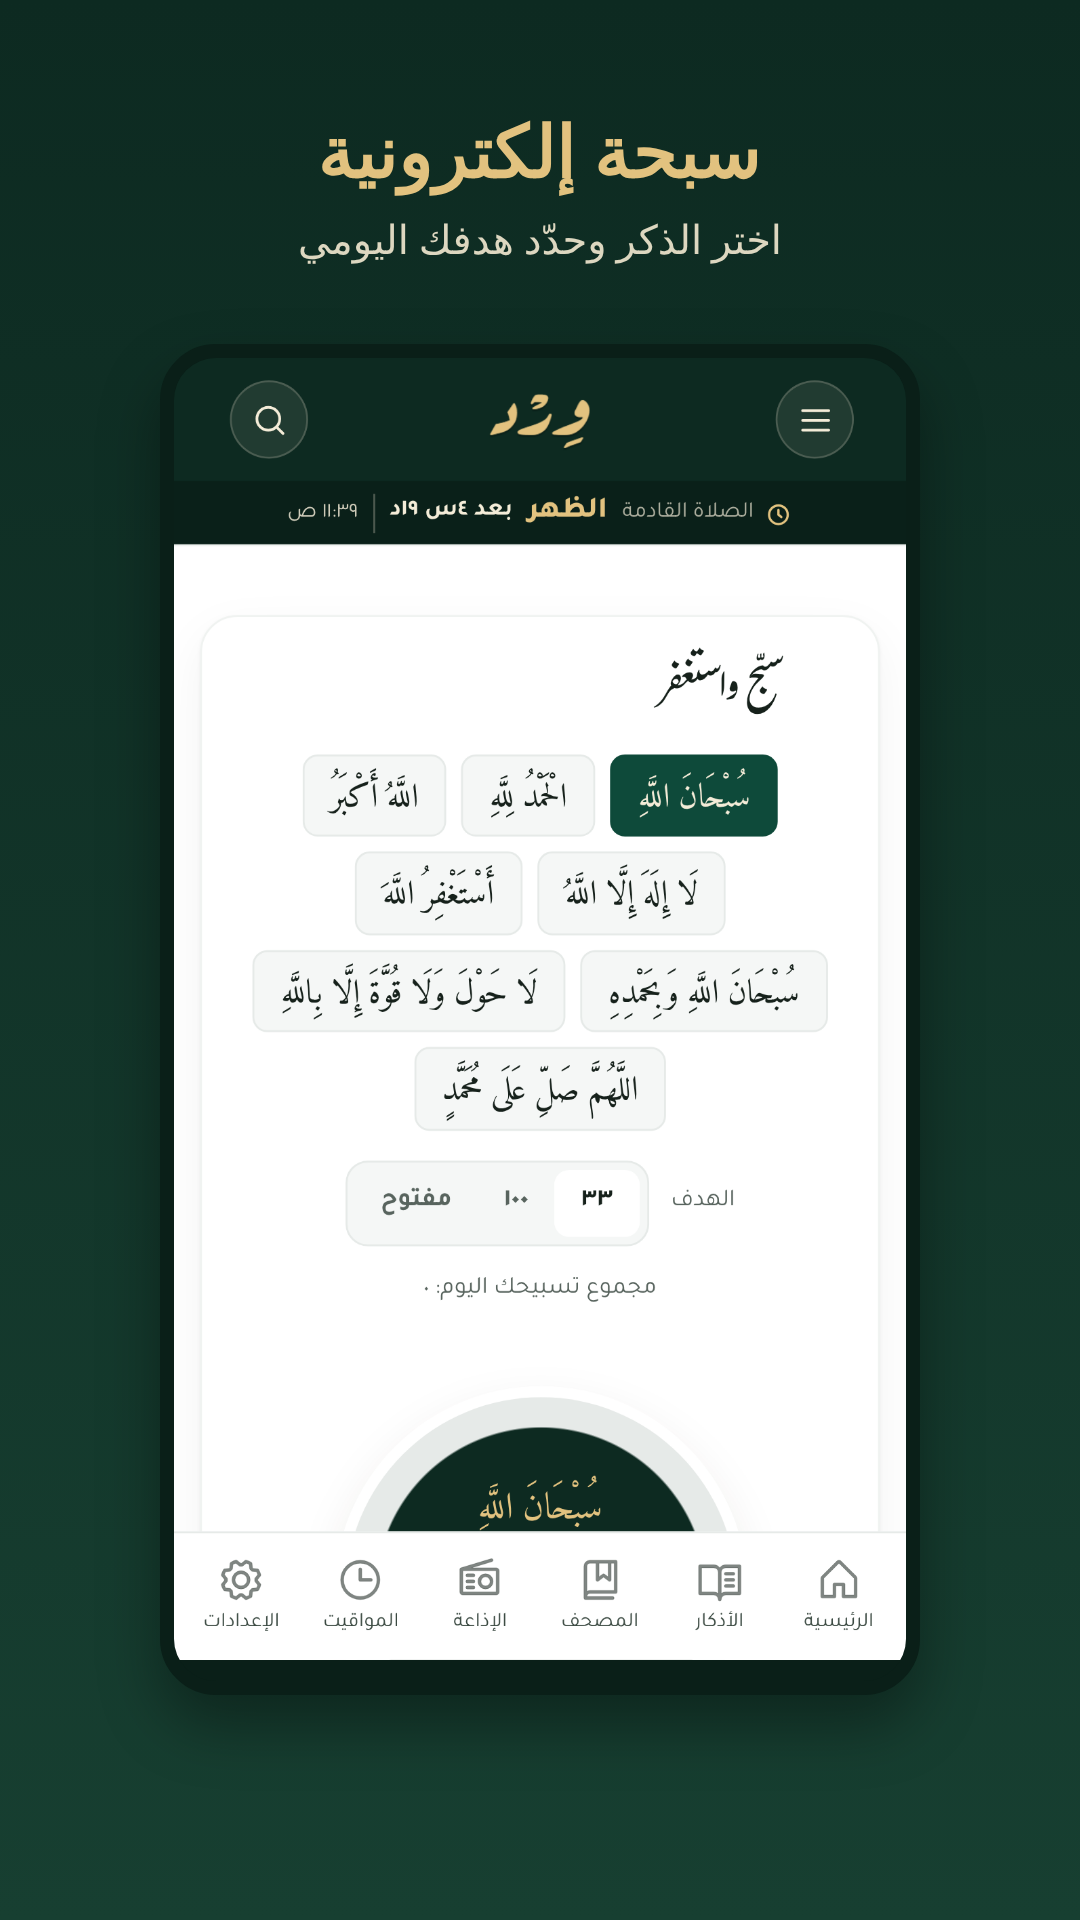 سبحة إلكترونية
اختر الذكر وحدّد هدفك اليومي
وِرْد
الصلاة القادمة الظهر بعد ٤س ١٩د ١١:٣٩ ص
سبّح واستغفر
سُبْحَانَ اللَّهِ الْحَمْدُ لِلَّهِ اللَّهُ أَكْبَرُ
لَا إِلَهَ إِلَّا اللَّهُ أَسْتَغْفِرُ اللَّهَ
سُبْحَانَ اللَّهِ وَبِحَمْدِهِ لَا حَوْلَ وَلَا قُوَّةَ إِلَّا بِاللَّهِ
اللَّهُمَّ صَلِّ عَلَى مُحَمَّدٍ
الهدف ٣٣ ١٠٠ مفتوح
مجموع تسبيحك اليوم: ٠
سُبْحَانَ اللَّهِ
الرئيسية الأذكار المصحف الإذاعة المواقيت الإعدادات